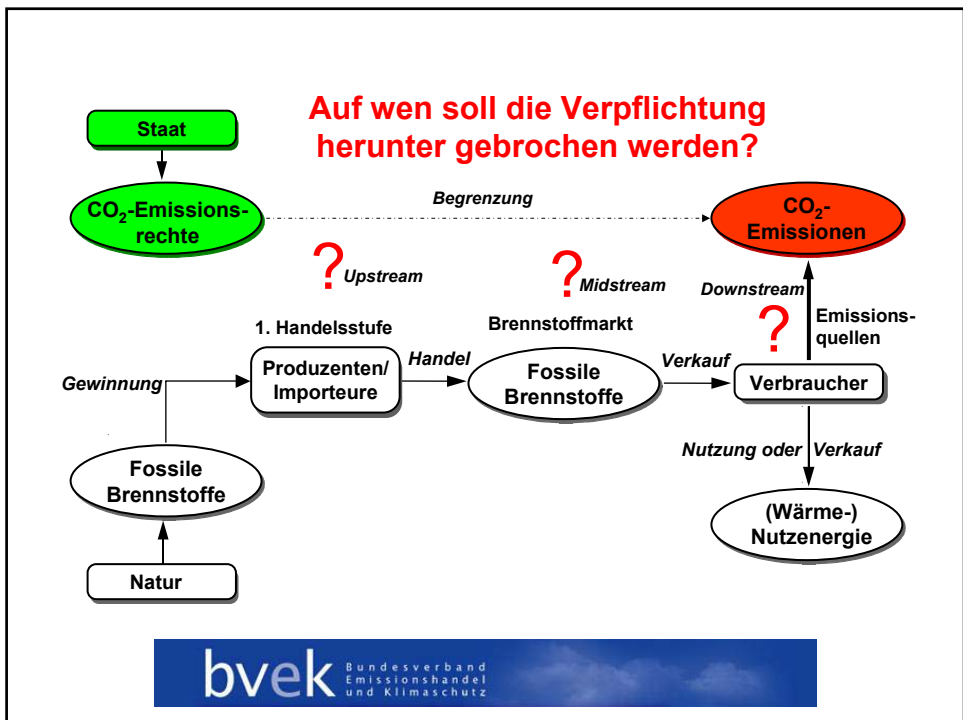 Auf wen soll die Verpflichtung
herunter gebrochen werden?
Staat
CO₂-Emissions-
rechte
Begrenzung
CO₂-
Emissionen
?
Upstream
?
Midstream
Downstream
?
Emissions-
quellen
1. Handelsstufe
Brennstoffmarkt
Gewinnung
Produzenten/
Importeure
Handel
Fossile
Brennstoffe
Verkauf
Verbraucher
Nutzung oder Verkauf
Fossile
Brennstoffe
(Wärme-)
Nutzenergie
Natur
bvek
Bundesverband
Emissionshandel
und Klimaschutz